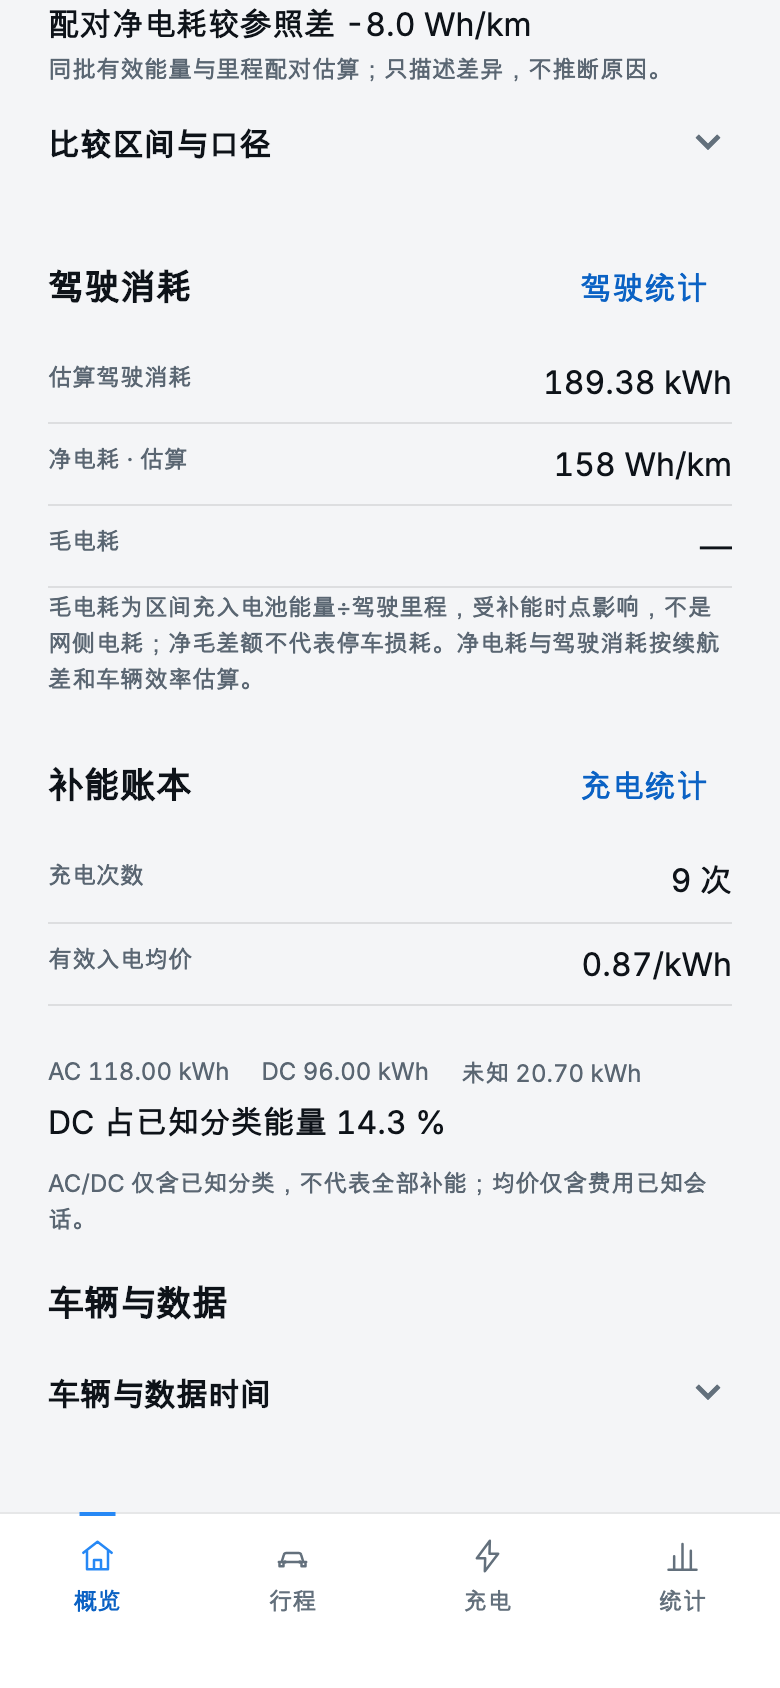 配对净电耗较参照差 -8.0 Wh/km
同批有效能量与里程配对估算；只描述差异，不推断原因。
比较区间与口径
驾驶消耗
驾驶统计
估算驾驶消耗
189.38 kWh
净电耗 · 估算
158 Wh/km
毛电耗
—
毛电耗为区间充入电池能量÷驾驶里程，受补能时点影响，不是
网侧电耗；净毛差额不代表停车损耗。净电耗与驾驶消耗按续航
差和车辆效率估算。
补能账本
充电统计
充电次数
9 次
有效入电均价
0.87/kWh
AC 118.00 kWh DC 96.00 kWh 未知 20.70 kWh
DC 占已知分类能量 14.3 %
AC/DC 仅含已知分类，不代表全部补能；均价仅含费用已知会
话。
车辆与数据
车辆与数据时间
概览
行程
充电
统计